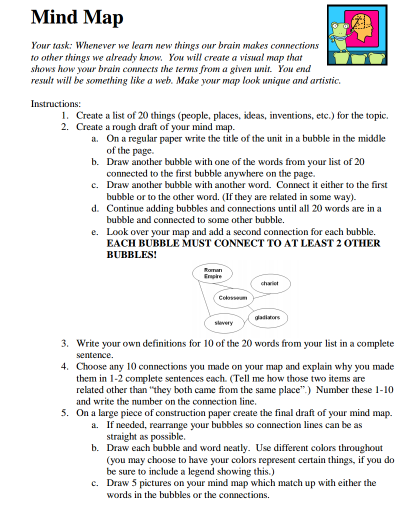 Mind Map
Your task: Whenever we learn new things our brain makes connections
to other things we already know.  You will create a visual map that
shows how your brain connects the terms from a given unit.  You end
result will be something like a web. Make your map look unique and artistic.
Instructions:
1. Create a list of 20 things (people, places, ideas, inventions, etc.) for the topic.
2. Create a rough draft of your mind map.
a. On a regular paper write the title of the unit in a bubble in the middle
of the page.
b. Draw another bubble with one of the words from your list of 20
connected to the first bubble anywhere on the page.
c. Draw another bubble with another word.  Connect it either to the first
bubble or to the other word. (If they are related in some way).
d. Continue adding bubbles and connections until all 20 words are in a
bubble and connected to some other bubble.
e. Look over your map and add a second connection for each bubble.
EACH BUBBLE MUST CONNECT TO AT LEAST 2 OTHER
BUBBLES!
Roman
Empire
chariot
Colosseum
gladiators
slavery
3. Write your own definitions for 10 of the 20 words from your list in a complete
sentence.
4. Choose any 10 connections you made on your map and explain why you made
them in 1-2 complete sentences each. (Tell me how those two items are
related other than “they both came from the same place”.)  Number these 1-10
and write the number on the connection line.
5. On a large piece of construction paper create the final draft of your mind map.
a. If needed, rearrange your bubbles so connection lines can be as
straight as possible.
b. Draw each bubble and word neatly.  Use different colors throughout
(you may choose to have your colors represent certain things, if you do
be sure to include a legend showing this.)
c. Draw 5 pictures on your mind map which match up with either the
words in the bubbles or the connections.